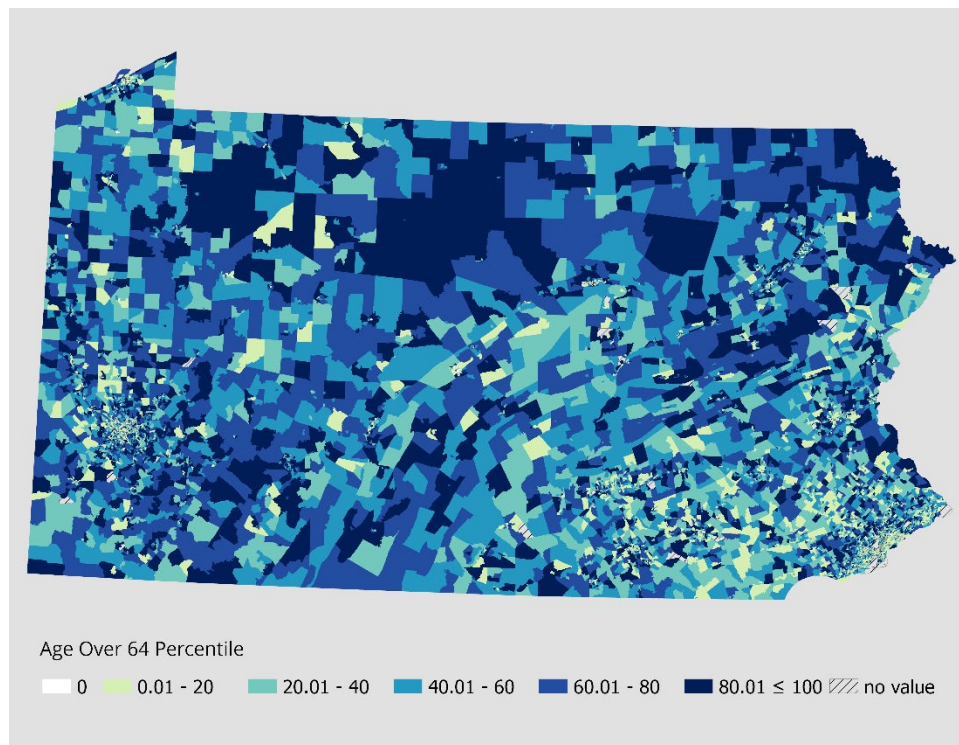 Age Over 64 Percentile
0 0.01 - 20 20.01 - 40 40.01 - 60 60.01 - 80 80.01 ≤ 100 no value